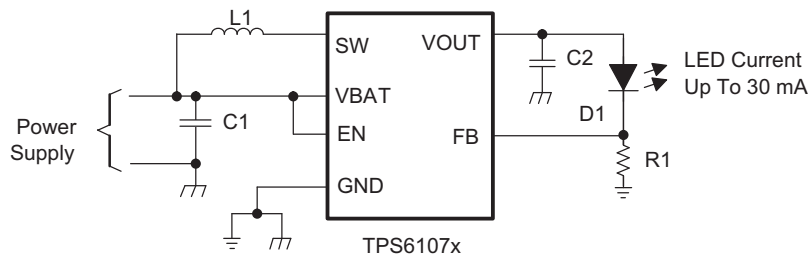 L1
SW
VOUT
C2
LED Current
Up To 30 mA
D1
Power
Supply
C1
VBAT
EN
FB
R1
GND
TPS6107x